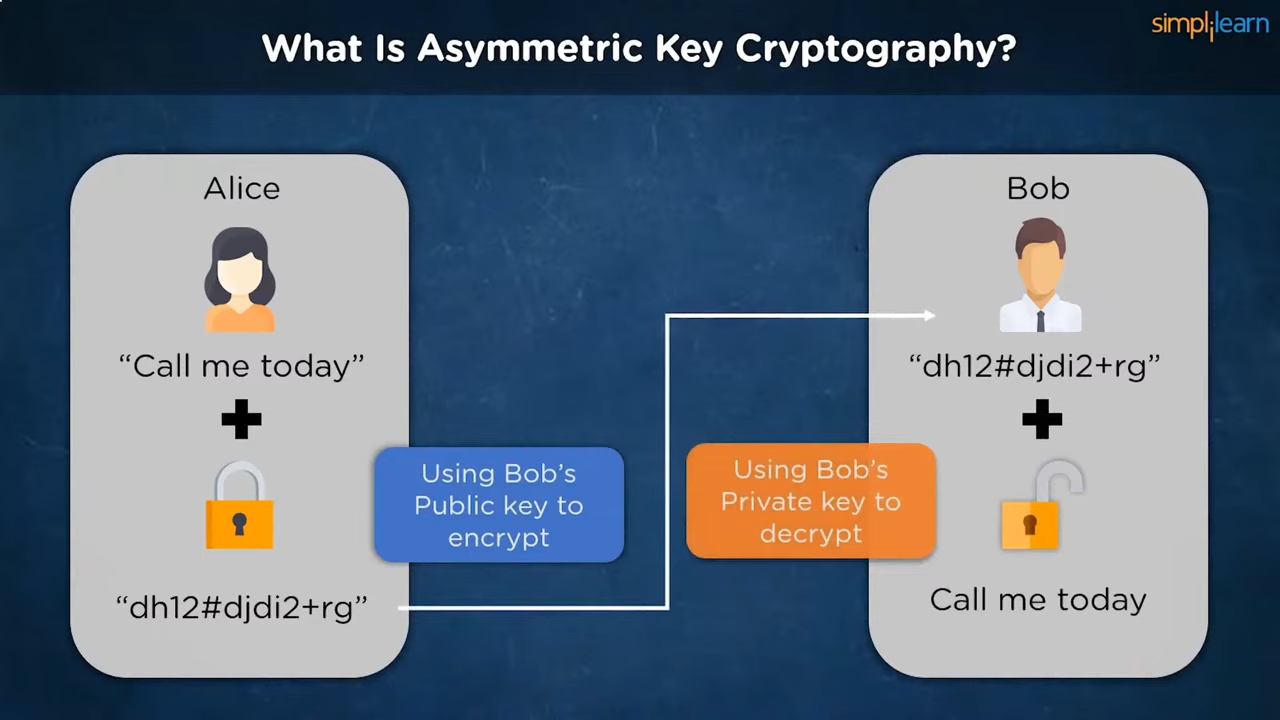 simplilearn
What Is Asymmetric Key Cryptography?
Alice
“Call me today”
Using Bob’s
Public key to
encrypt
“dh12#djdi2+rg”
Bob
“dh12#djdi2+rg”
Using Bob’s
Private key to
decrypt
Call me today